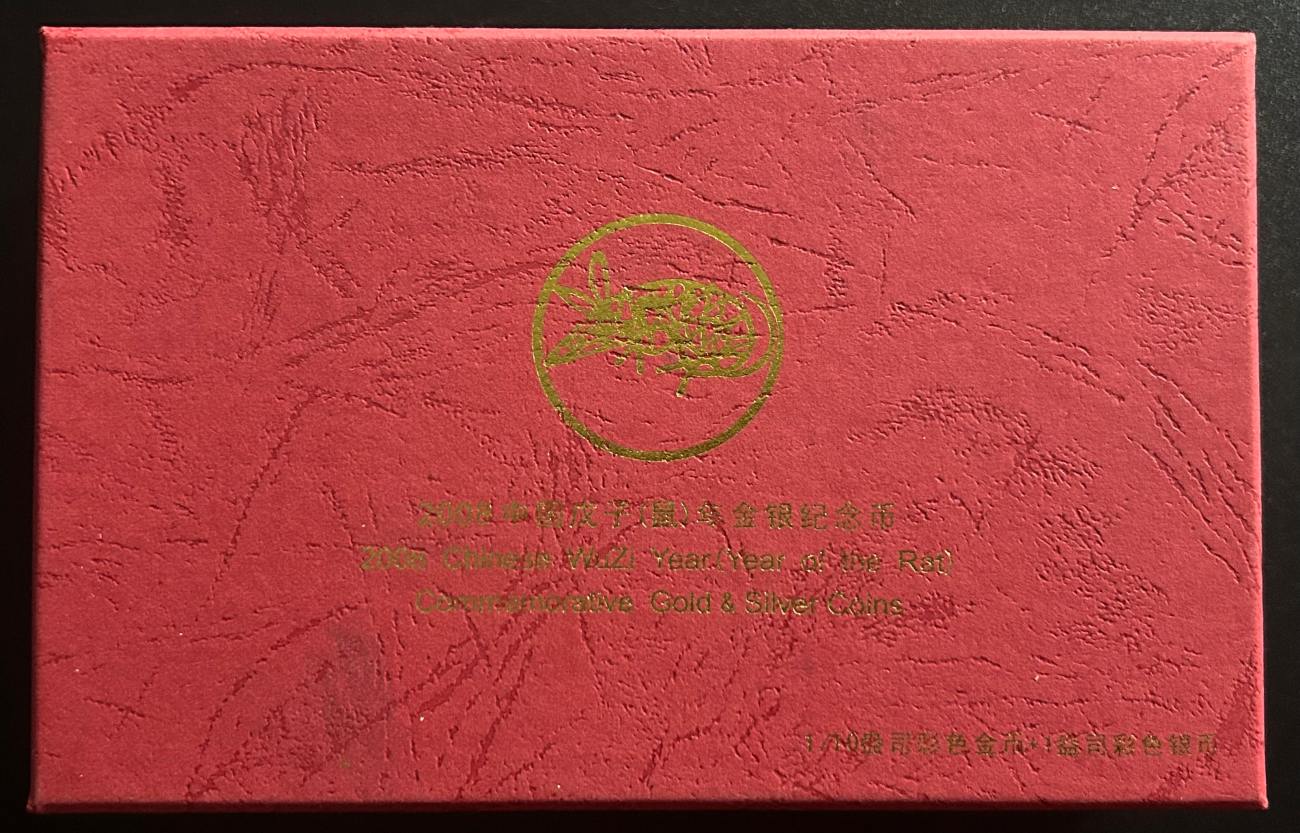 2008中国戊子(鼠)年金银纪念币
2008 Chinese WuZi Year(Year of the Rat)
Commemorative Gold & Silver Coins
1/10盎司彩色金币+1盎司彩色银币